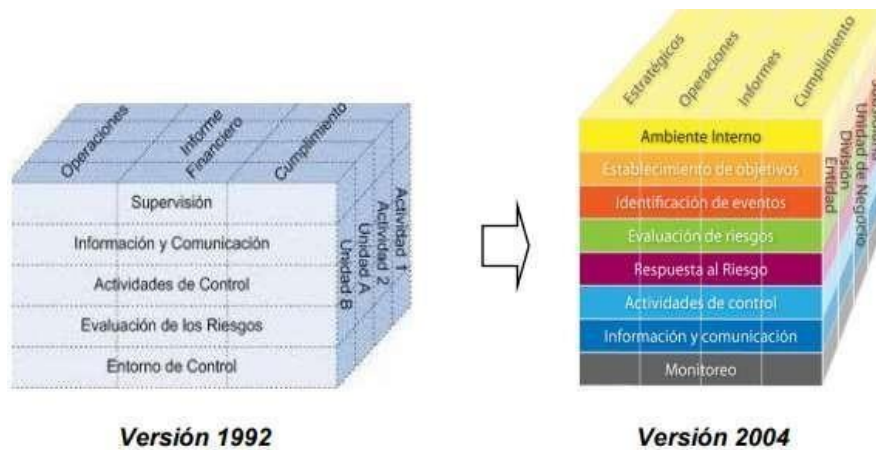 Operaciones
Informe
Financiero
Cumplimiento
Supervisión
Información y Comunicación
Actividades de Control
Evaluación de los Riesgos
Entorno de Control
Unidad B
Unidad A
Actividad 2
Actividad 1
Versión 1992
Estratégicos
Operaciones
Informes
Cumplimiento
Ambiente Interno
Establecimiento de objetivos
Identificación de eventos
Evaluación de riesgos
Respuesta al Riesgo
Actividades de control
Información y comunicación
Monitoreo
Entidad
División
Unidad de Negocio
Versión 2004